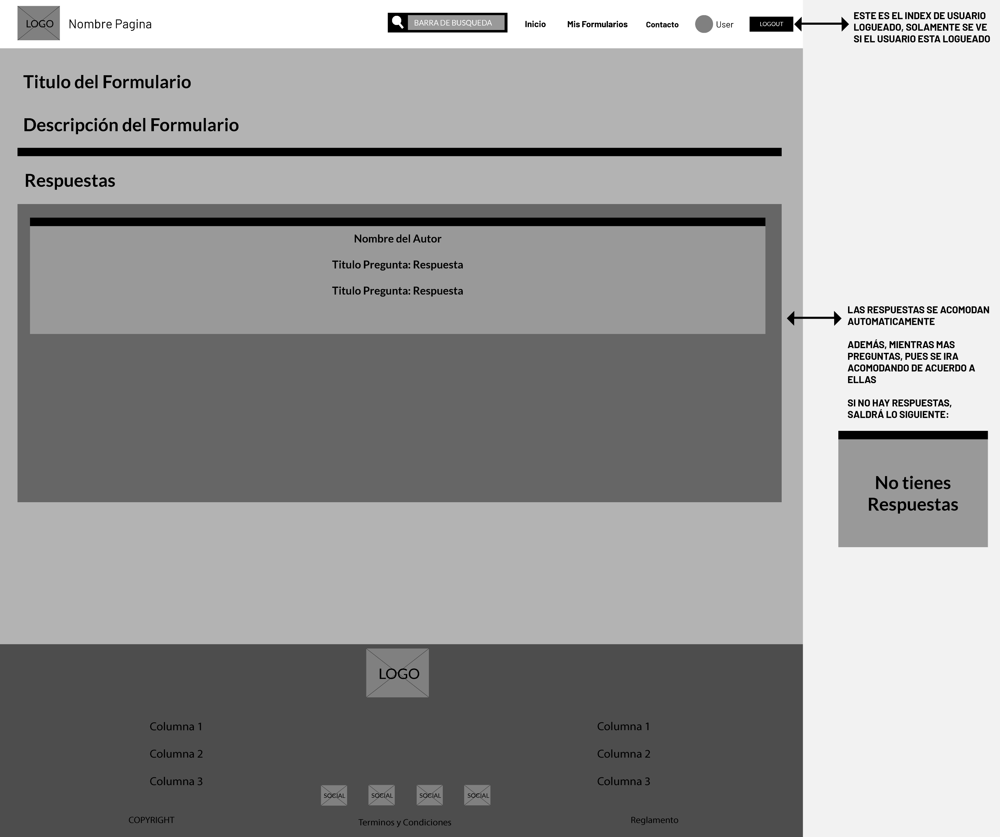 LOGO
Nombre Pagina
BARRA DE BUSQUEDA
Inicio
Mis Formularios
Contacto
User
LOGOUT
ESTE ES EL INDEX DE USUARIO
LOGUEADO, SOLAMENTE SE VE
SI EL USUARIO ESTA LOGUEADO
Titulo del Formulario
Descripción del Formulario
Respuestas
Nombre del Autor
Titulo Pregunta: Respuesta
Titulo Pregunta: Respuesta
LAS RESPUESTAS SE ACOMODAN
AUTOMATICAMENTE
ADEMÁS, MIENTRAS MAS
PREGUNTAS, PUES SE IRA
ACOMODANDO DE ACUERDO A
ELLAS
SI NO HAY RESPUESTAS,
SALDRÁ LO SIGUIENTE:
No tienes
Respuestas
LOGO
Columna 1
Columna 2
Columna 3
Columna 1
Columna 2
Columna 3
SOCIAL
SOCIAL
SOCIAL
SOCIAL
COPYRIGHT
Terminos y Condiciones
Reglamento